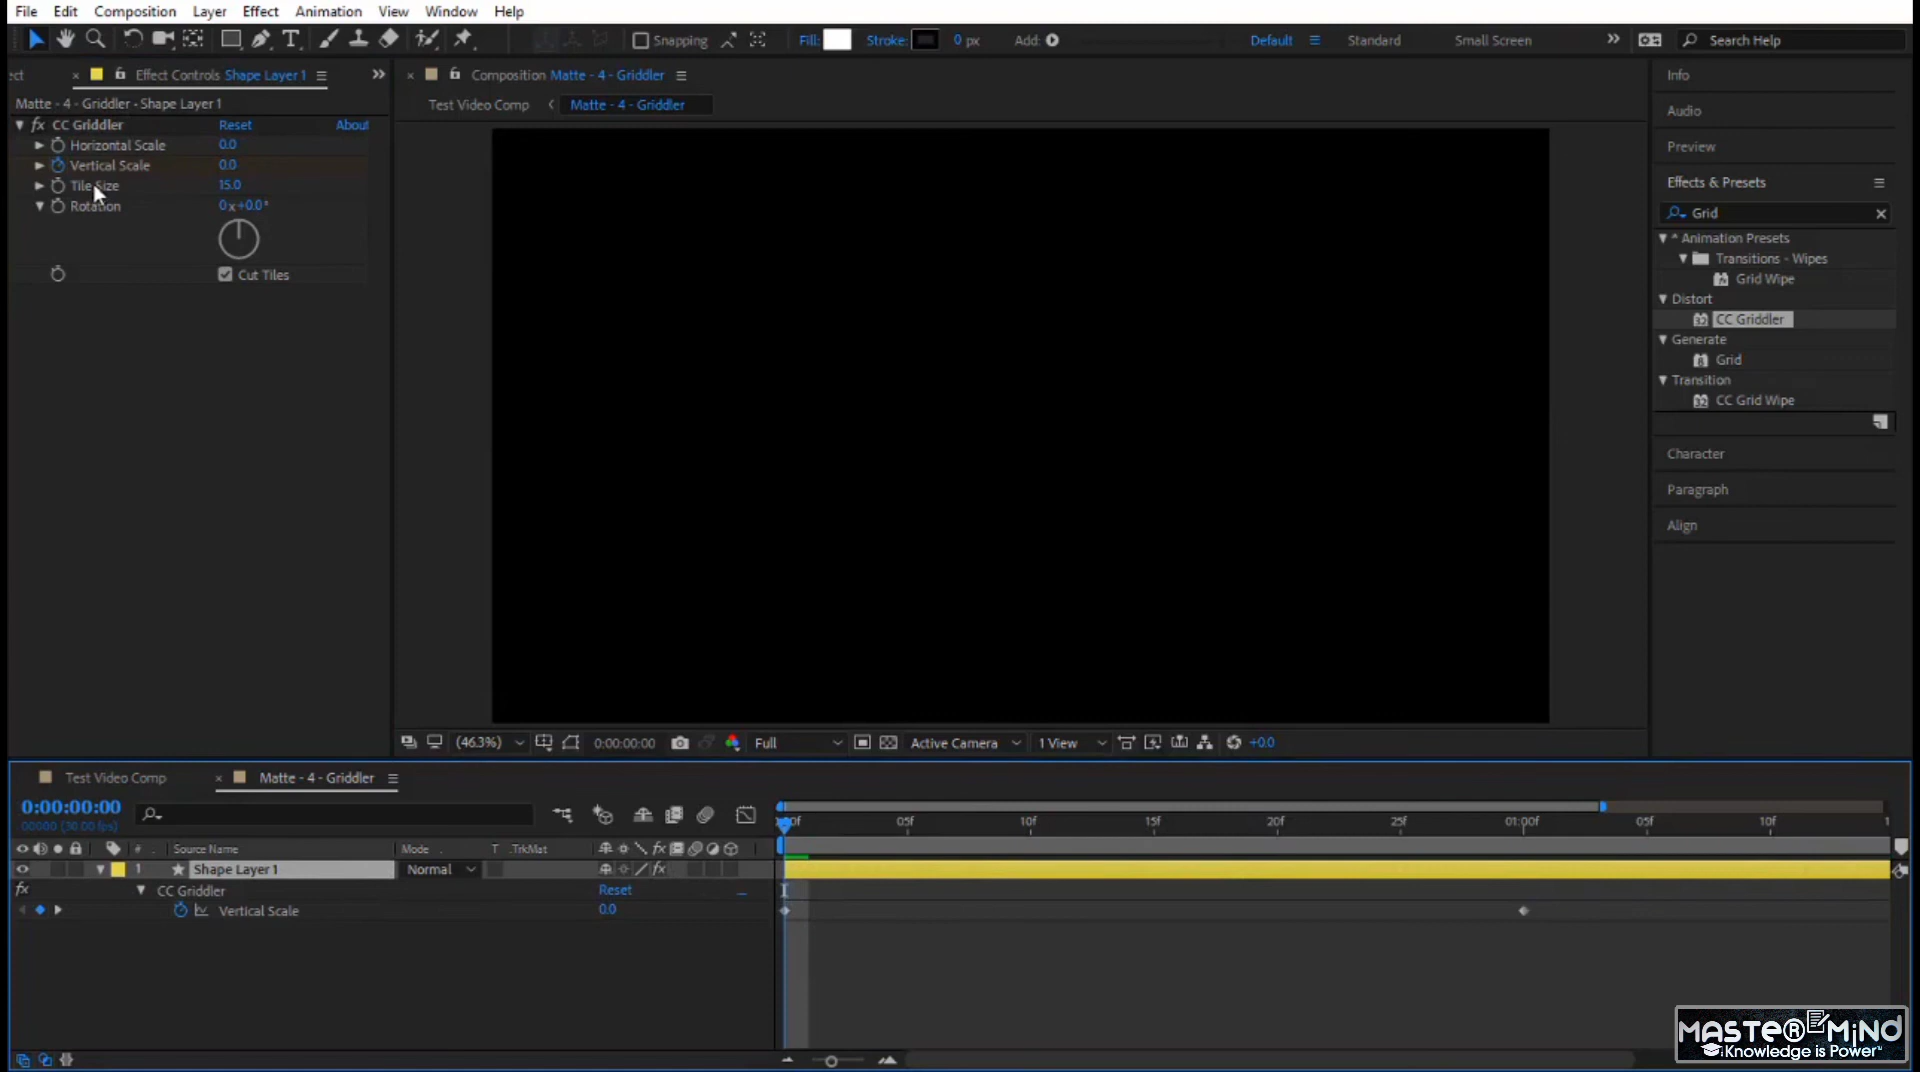 File Edit Composition Layer Effect Animation View Window Help
Snapping Fill: Stroke: 0 px Add: Default Standard Small Screen Search Help
ect Effect Controls Shape Layer 1
Composition Matte - 4 - Griddler
Info
Matte - 4 - Griddler • Shape Layer 1
Test Video Comp Matte - 4 - Griddler
Audio
fx CC Griddler Reset About
Horizontal Scale 0.0
Preview
Vertical Scale 0.0
Tile Size 15.0
Effects & Presets
Rotation 0x+0.0°
Grid
* Animation Presets
Transitions - Wipes
Cut Tiles
Grid Wipe
Distort
CC Griddler
Generate
Grid
Transition
CC Grid Wipe
Character
Paragraph
Align
(46.3%) 0:00:00:00 Full Active Camera 1 View +0.0
Test Video Comp Matte - 4 - Griddler
0:00:00:00
00000 (30.00 fps)
:00f 05f 10f 15f 20f 25f 01:00f 05f 10f 1
# Source Name Mode T .TrkMat fx
1 Shape Layer 1 Normal fx
fx CC Griddler Reset
Vertical Scale 0.0
MASTER MIND
Knowledge is Power